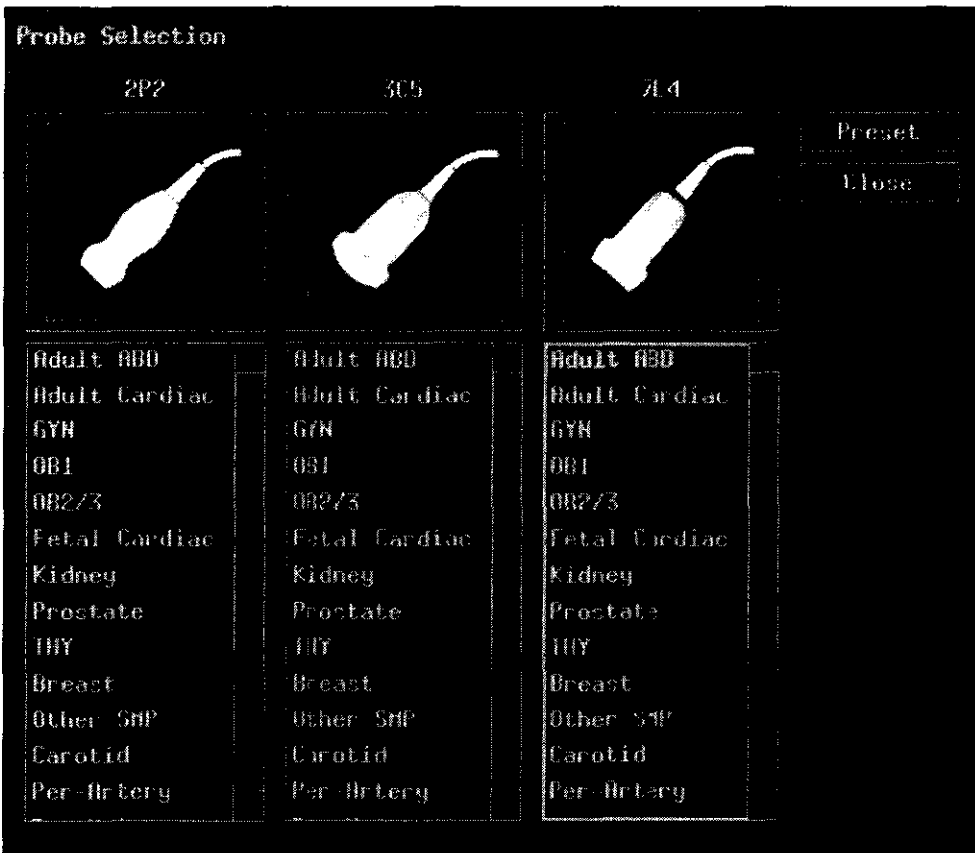 Probe Selection
2P2
3C5
7L4
Preset
Close
Adult ABD
Adult Cardiac
GYN
OB1
OB2/3
Fetal Cardiac
Kidney
Prostate
THY
Breast
Other SMP
Carotid
Per-Artery
Adult ABD
Adult Cardiac
GYN
OB1
OB2/3
Fetal Cardiac
Kidney
Prostate
THY
Breast
Other SMP
Carotid
Per-Artery
Adult ABD
Adult Cardiac
GYN
OB1
OB2/3
Fetal Cardiac
Kidney
Prostate
THY
Breast
Other SMP
Carotid
Per-Artery